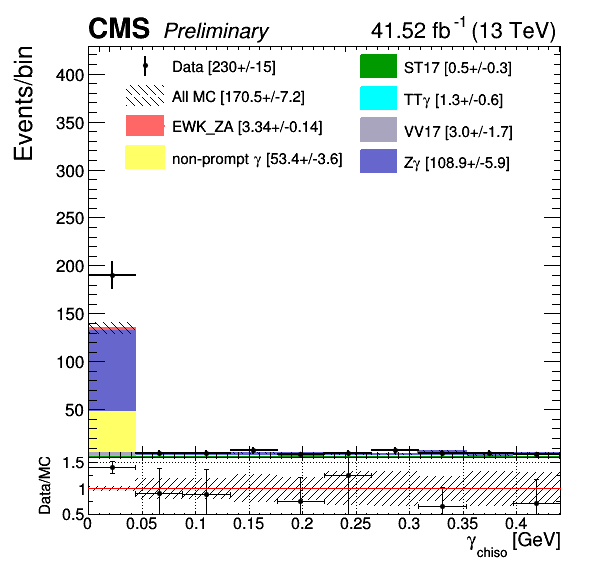 CMS Preliminary 41.52 fb⁻¹ (13 TeV)
Events/bin
400
350
300
250
200
150
100
50
Data [230+/-15]
All MC [170.5+/-7.2]
EWK_ZA [3.34+/-0.14]
non-prompt γ [53.4+/-3.6]
ST17 [0.5+/-0.3]
TTγ [1.3+/-0.6]
VV17 [3.0+/-1.7]
Zγ [108.9+/-5.9]
Data/MC
1.5
1
0.5
0 0.05 0.1 0.15 0.2 0.25 0.3 0.35 0.4
γchiso [GeV]